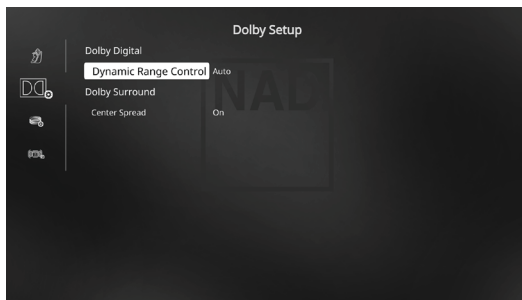 Dolby Setup
Dolby Digital
Dynamic Range Control Auto
Dolby Surround
Center Spread On
NAD